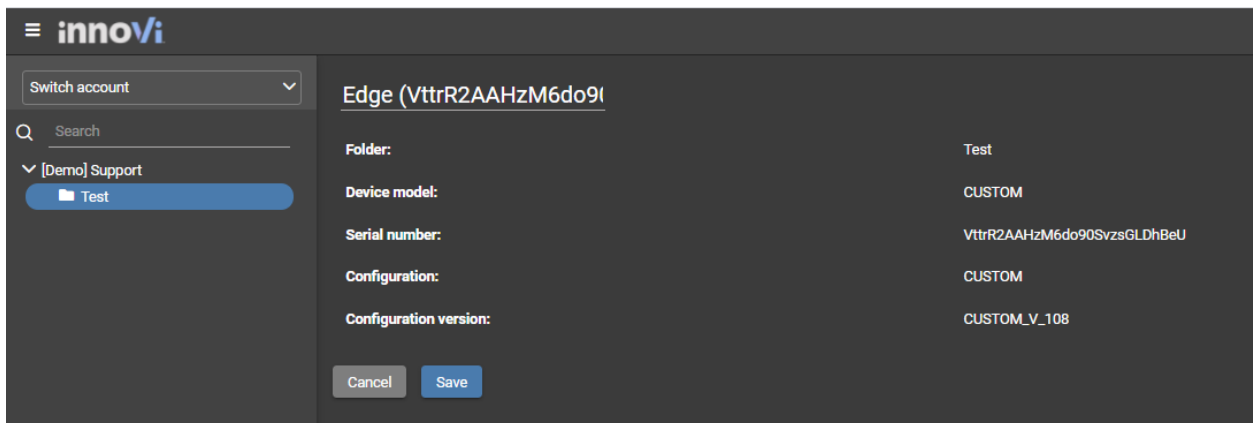 innoVi
Switch account
Search
[Demo] Support
Test
Edge (VttrR2AAHzM6do90
Folder: Test
Device model: CUSTOM
Serial number: VttrR2AAHzM6do90SvzsGLDhBeU
Configuration: CUSTOM
Configuration version: CUSTOM_V_108
Cancel Save